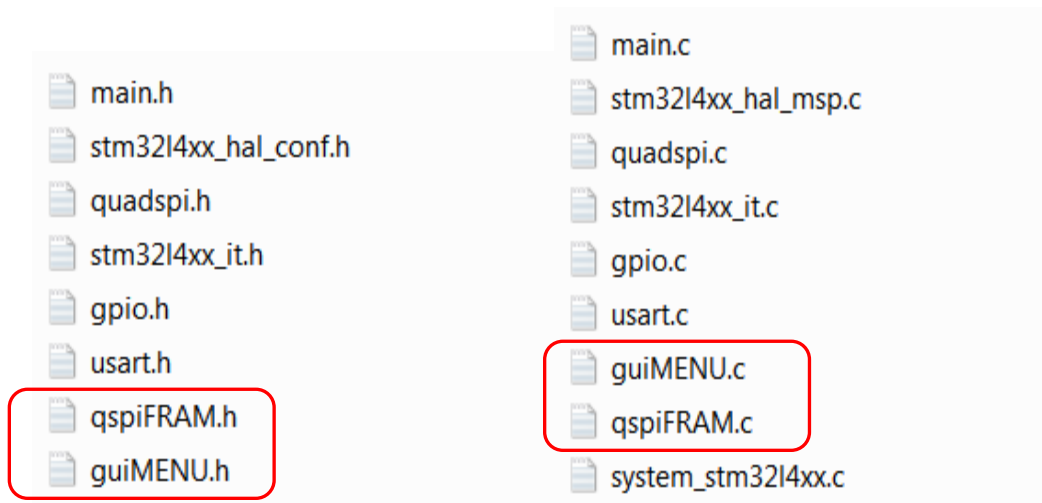 main.h
stm32l4xx_hal_conf.h
quadspi.h
stm32l4xx_it.h
gpio.h
usart.h
qspiFRAM.h
guiMENU.h
main.c
stm32l4xx_hal_msp.c
quadspi.c
stm32l4xx_it.c
gpio.c
usart.c
guiMENU.c
qspiFRAM.c
system_stm32l4xx.c